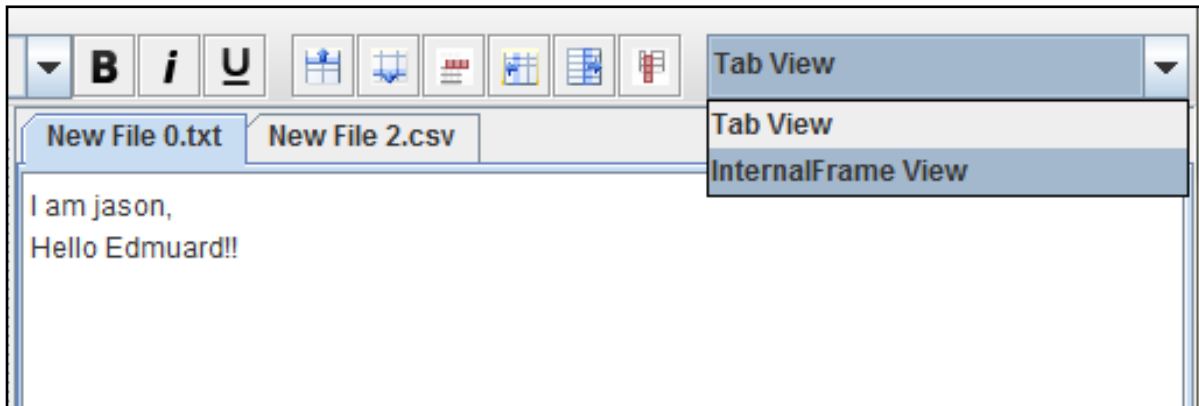 B i U
Tab View
Tab View
InternalFrame View
New File 0.txt
New File 2.csv
I am jason,
Hello Edmuard!!